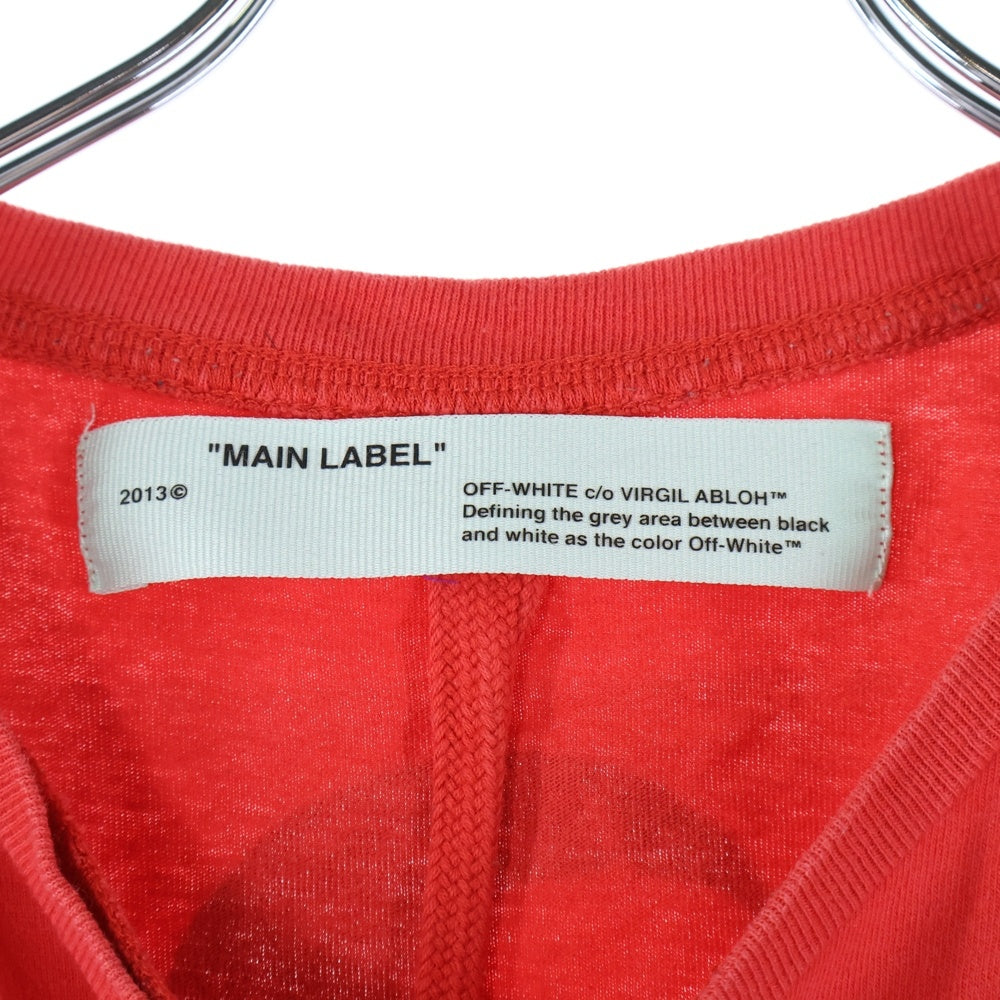 "MAIN LABEL"
2013©
OFF-WHITE c/o VIRGIL ABLOH™
Defining the grey area between black
and white as the color Off-White™